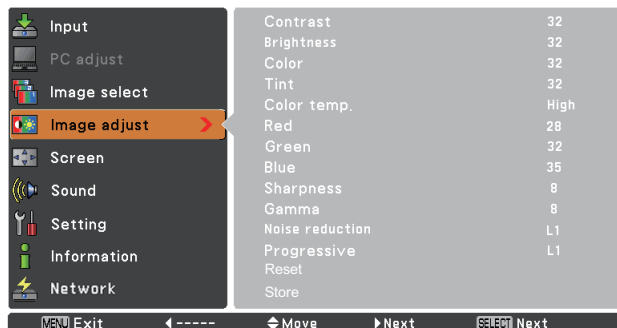 Input
PC adjust
Image select
Image adjust
Screen
Sound
Setting
Information
Network
Contrast 32
Brightness 32
Color 32
Tint 32
Color temp. High
Red 28
Green 32
Blue 35
Sharpness 8
Gamma 8
Noise reduction L1
Progressive L1
Reset
Store
MENU Exit ----- Move Next SELECT Next